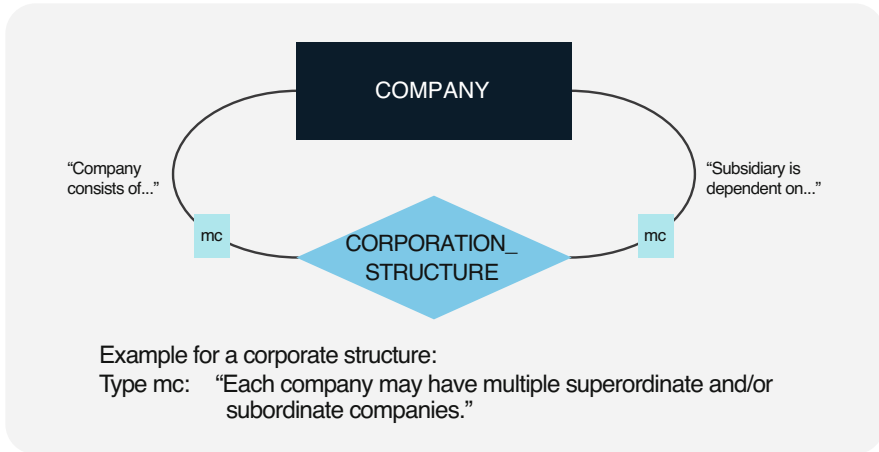 COMPANY
“Company
consists of...”
“Subsidiary is
dependent on...”
mc
mc
CORPORATION_
STRUCTURE
Example for a corporate structure:
Type mc: “Each company may have multiple superordinate and/or
subordinate companies.”